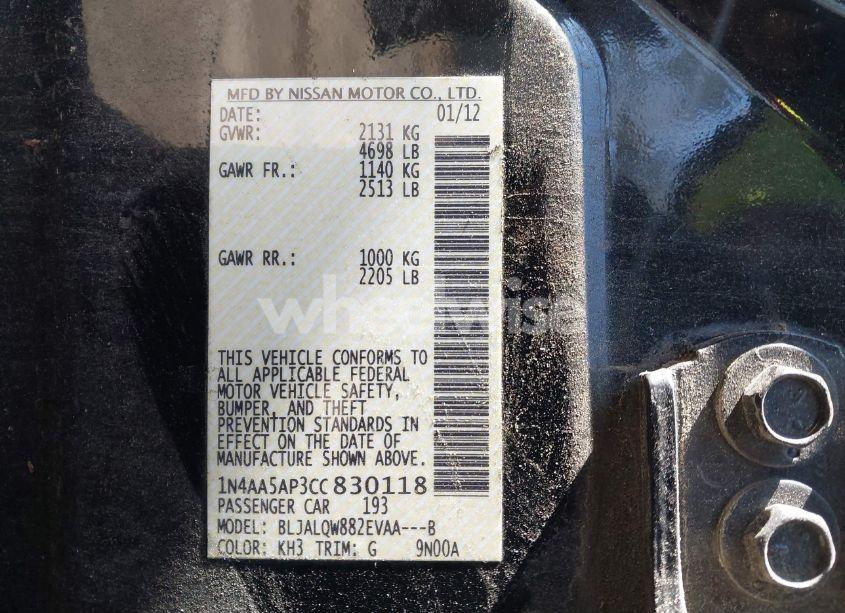 MFD BY NISSAN MOTOR CO., LTD.
DATE: 01/12
GVWR: 2131 KG
4698 LB
GAWR FR.: 1140 KG
2513 LB
GAWR RR.: 1000 KG
2205 LB
wheelwise
THIS VEHICLE CONFORMS TO
ALL APPLICABLE FEDERAL
MOTOR VEHICLE SAFETY,
BUMPER, AND THEFT
PREVENTION STANDARDS IN
EFFECT ON THE DATE OF
MANUFACTURE SHOWN ABOVE.
1N4AA5AP3CC830118
PASSENGER CAR 193
MODEL: BLJALQW882EVAA---B
COLOR: KH3 TRIM: G 9N00A